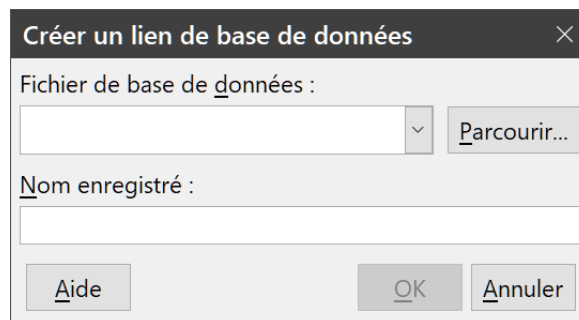 Créer un lien de base de données
Fichier de base de données :
Parcourir...
Nom enregistré :
Aide OK Annuler